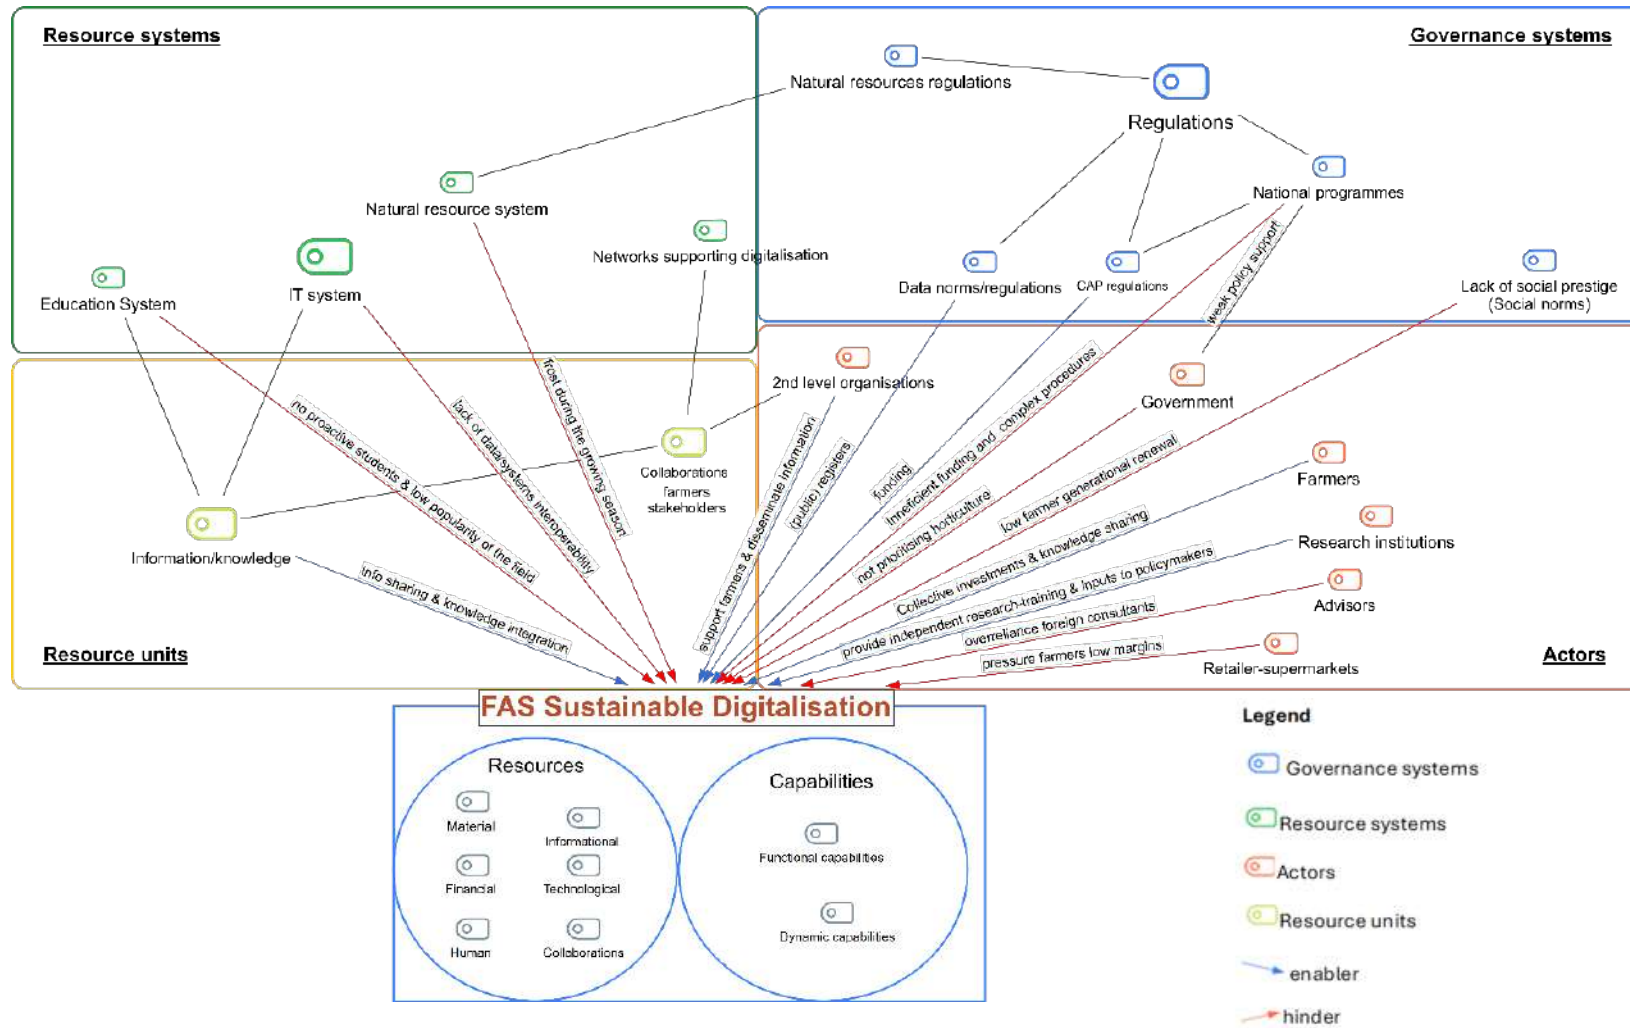 Resource systems
Governance systems
Natural resources regulations
Regulations
National programmes
Natural resource system
Networks supporting digitalisation
Education System
IT system
Data norms/regulations
CAP regulations
Lack of social prestige
(Social norms)
weak policy support
2nd level organisations
Government
Collaborations
farmers
stakeholders
Farmers
Information/knowledge
Research institutions
Advisors
Retailer-supermarkets
Resource units
Actors
no proactive students & low popularity of the field
lack of data/systems interoperability
frost during the growing season
info sharing & knowledge integration
support farmers & disseminate information
(public) registers
funding
Inneficient funding and complex procedures
not prioritising horticulture
low farmer generational renewal
Collective investments & knowledge sharing
provide independent research-training & Inputs to policymakers
overreliance foreign consultants
pressure farmers low margins
FAS Sustainable Digitalisation
Resources
Material
Informational
Financial
Technological
Human
Collaborations
Capabilities
Functional capabilities
Dynamic capabilities
Legend
Governance systems
Resource systems
Actors
Resource units
enabler
hinder